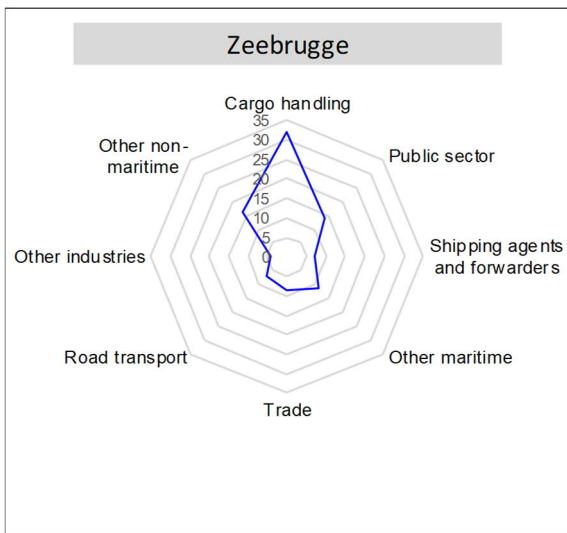 Zeebrugge
Cargo handling
35
30
25
20
15
10
5
0
Other non-
maritime
Public sector
Other industries
Shipping agents
and forwarders
Road transport
Other maritime
Trade